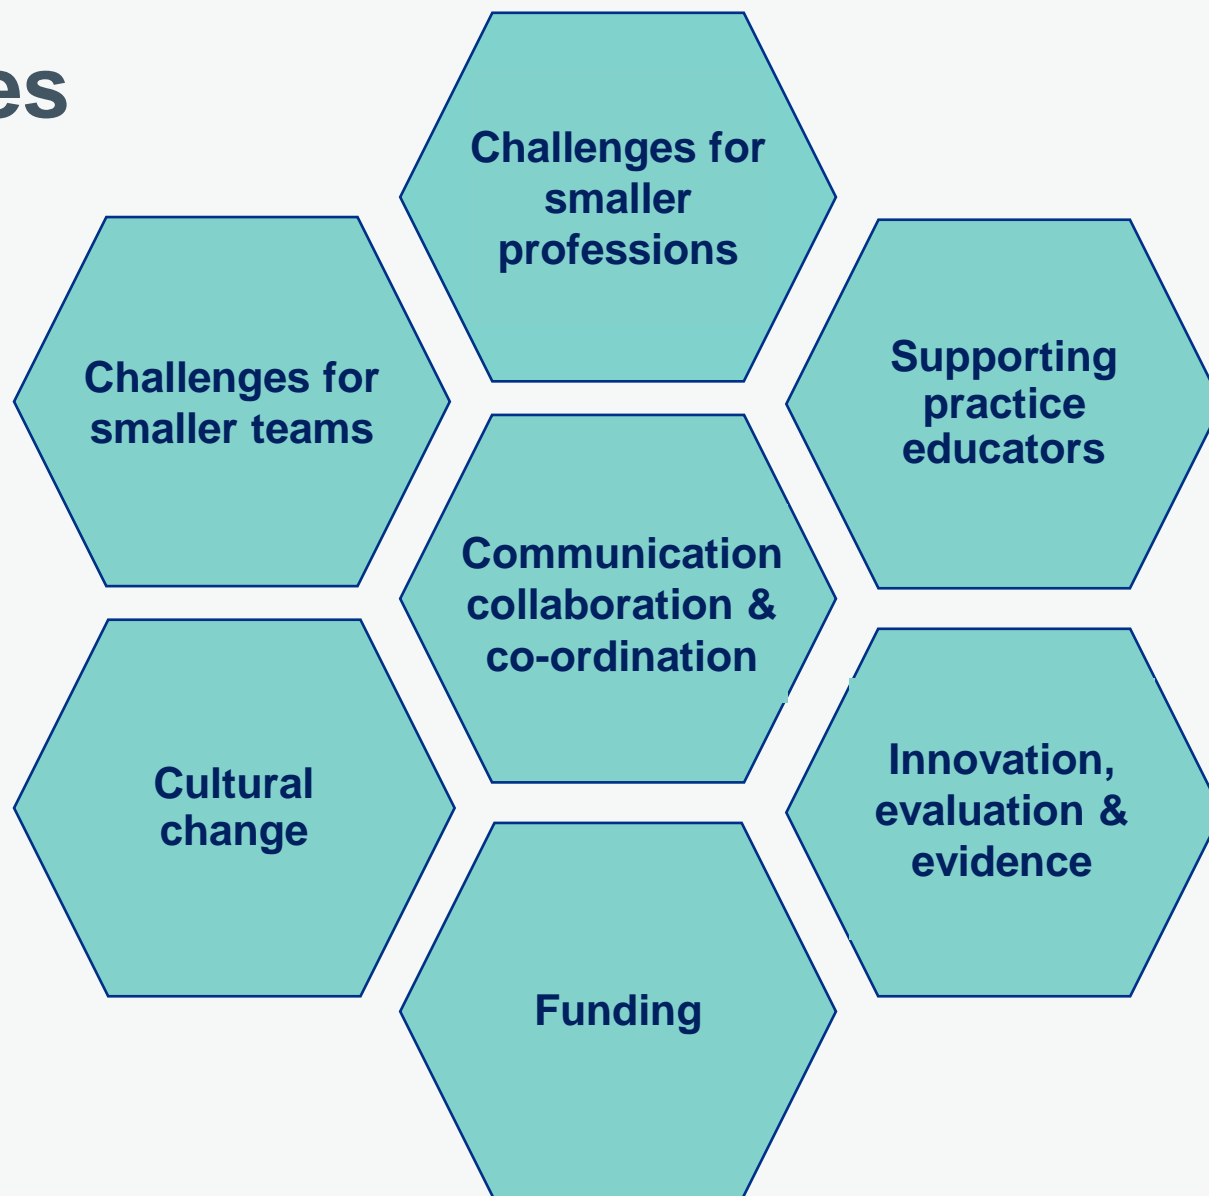 es
Challenges for
smaller
professions
Challenges for
smaller teams
Supporting
practice
educators
Communication
collaboration &
co-ordination
Cultural
change
Innovation,
evaluation &
evidence
Funding